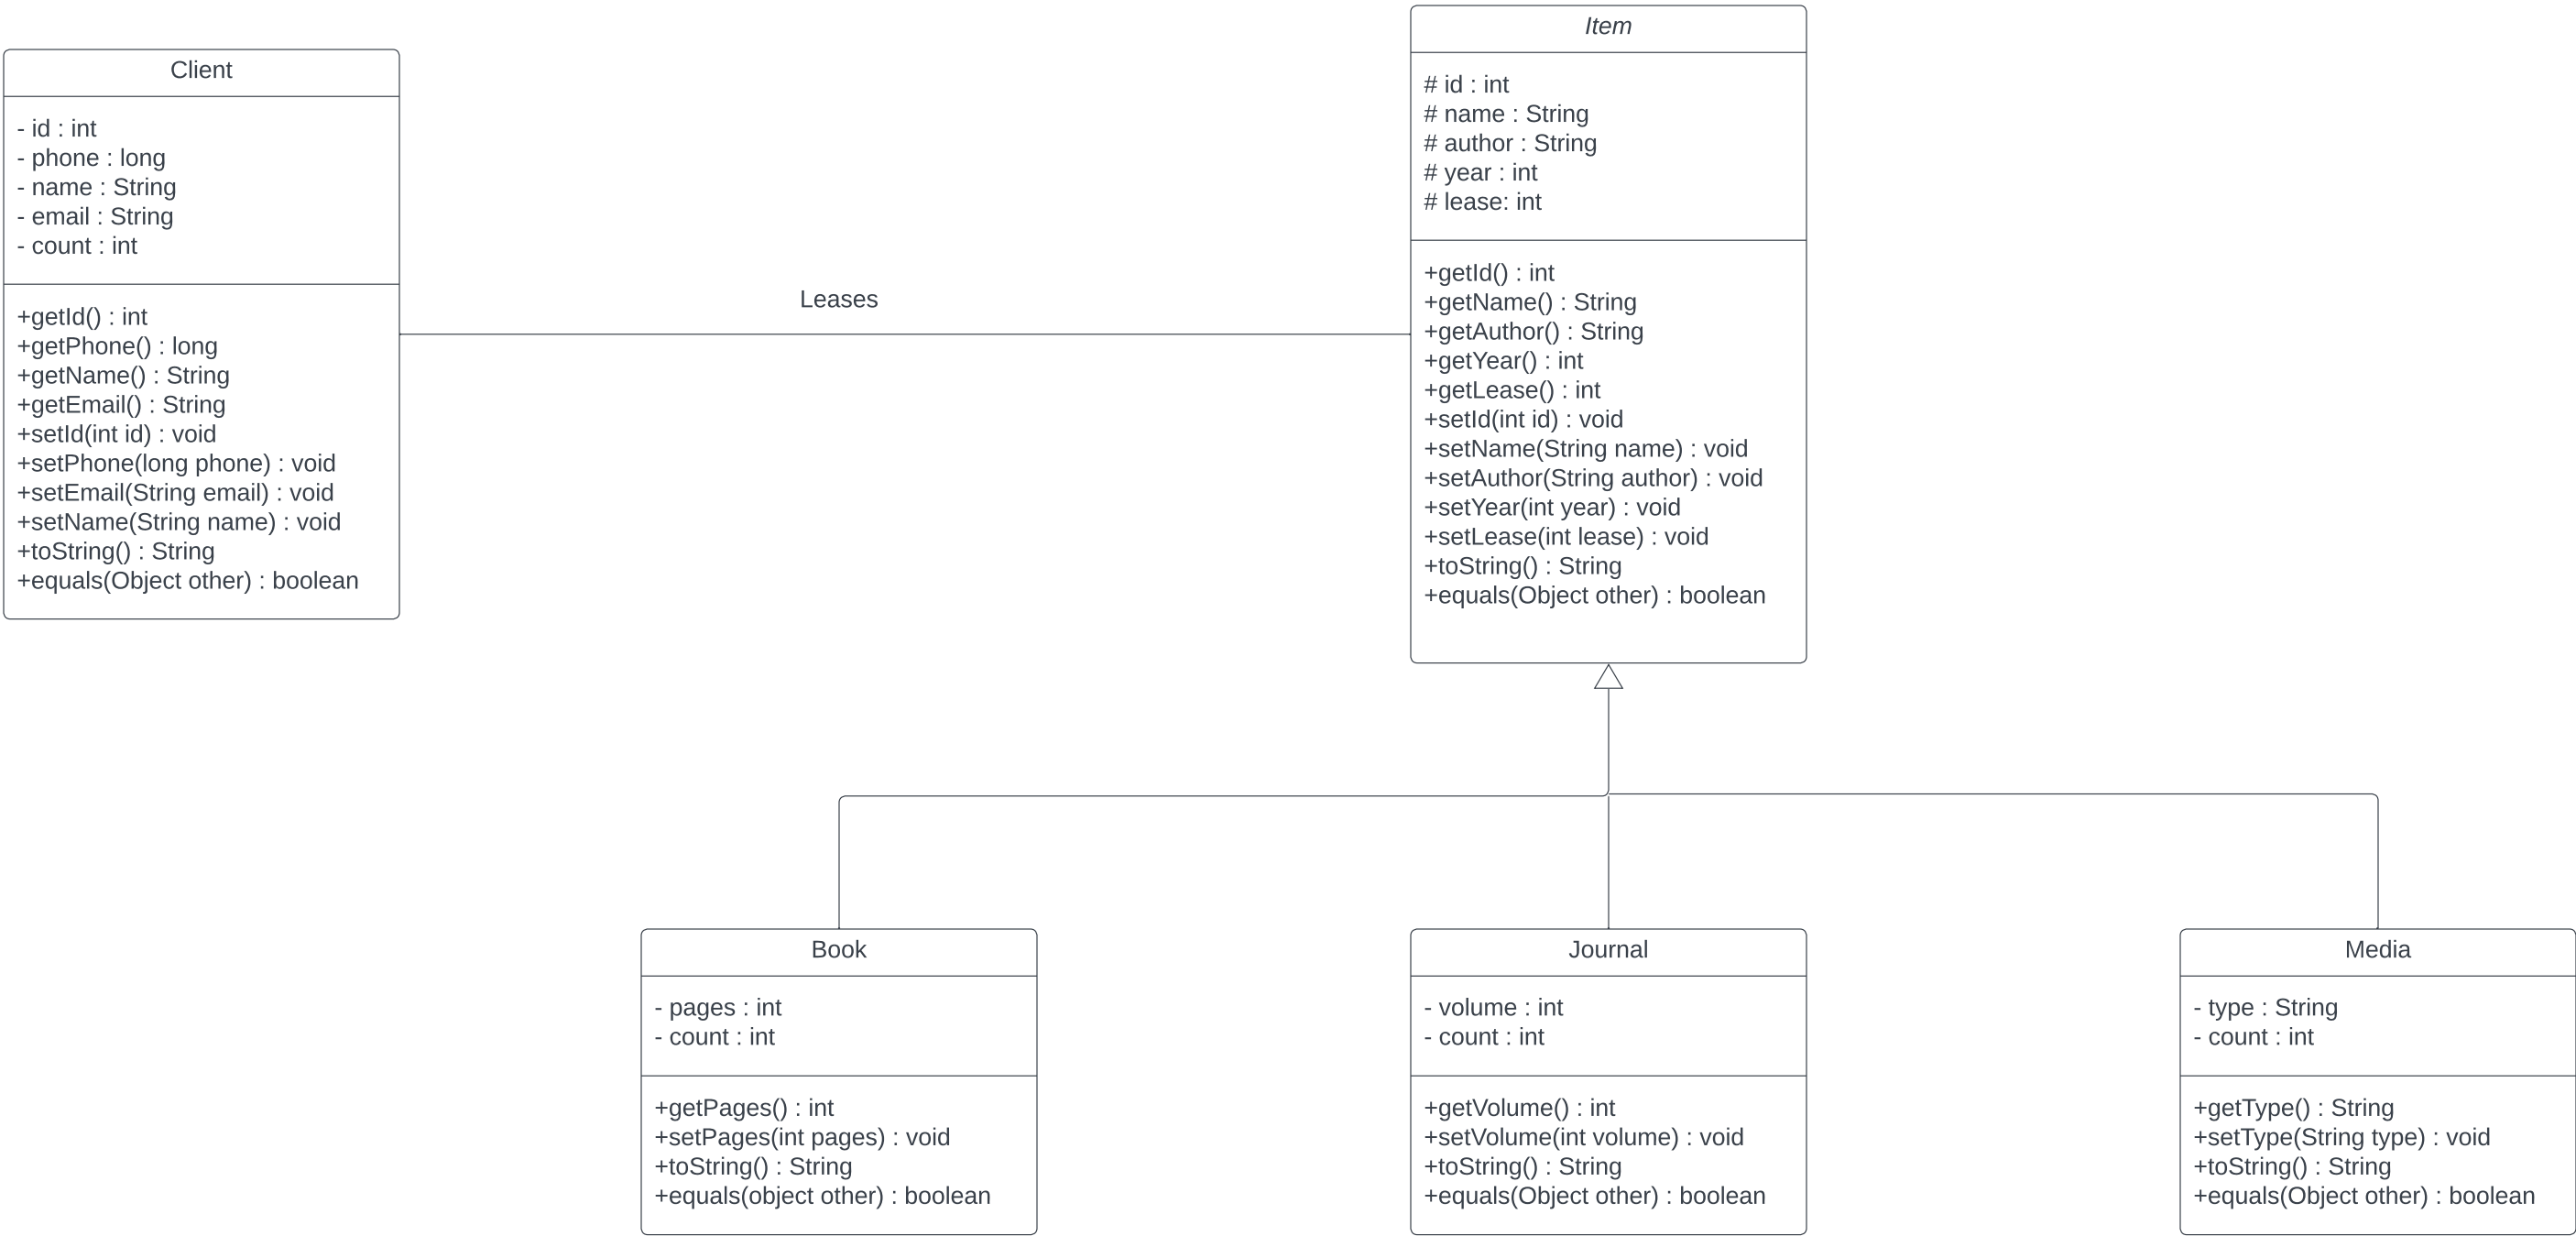 Client
- id : int
- phone : long
- name : String
- email : String
- count : int
+getId() : int
+getPhone() : long
+getName() : String
+getEmail() : String
+setId(int id) : void
+setPhone(long phone) : void
+setEmail(String email) : void
+setName(String name) : void
+toString() : String
+equals(Object other) : boolean
Leases
Item
# id : int
# name : String
# author : String
# year : int
# lease: int
+getId() : int
+getName() : String
+getAuthor() : String
+getYear() : int
+getLease() : int
+setId(int id) : void
+setName(String name) : void
+setAuthor(String author) : void
+setYear(int year) : void
+setLease(int lease) : void
+toString() : String
+equals(Object other) : boolean
Book
- pages : int
- count : int
+getPages() : int
+setPages(int pages) : void
+toString() : String
+equals(object other) : boolean
Journal
- volume : int
- count : int
+getVolume() : int
+setVolume(int volume) : void
+toString() : String
+equals(Object other) : boolean
Media
- type : String
- count : int
+getType() : String
+setType(String type) : void
+toString() : String
+equals(Object other) : boolean